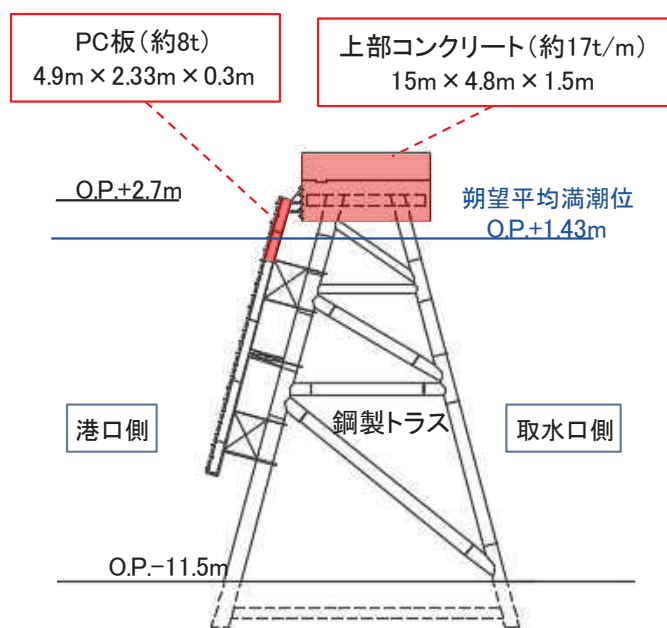 PC板(約8t)
4.9m×2.33m×0.3m
上部コンクリート(約17t/m)
15m×4.8m×1.5m
O.P.+2.7m
朔望平均満潮位
O.P.+1.43m
港口側
鋼製トラス
取水口側
O.P.-11.5m